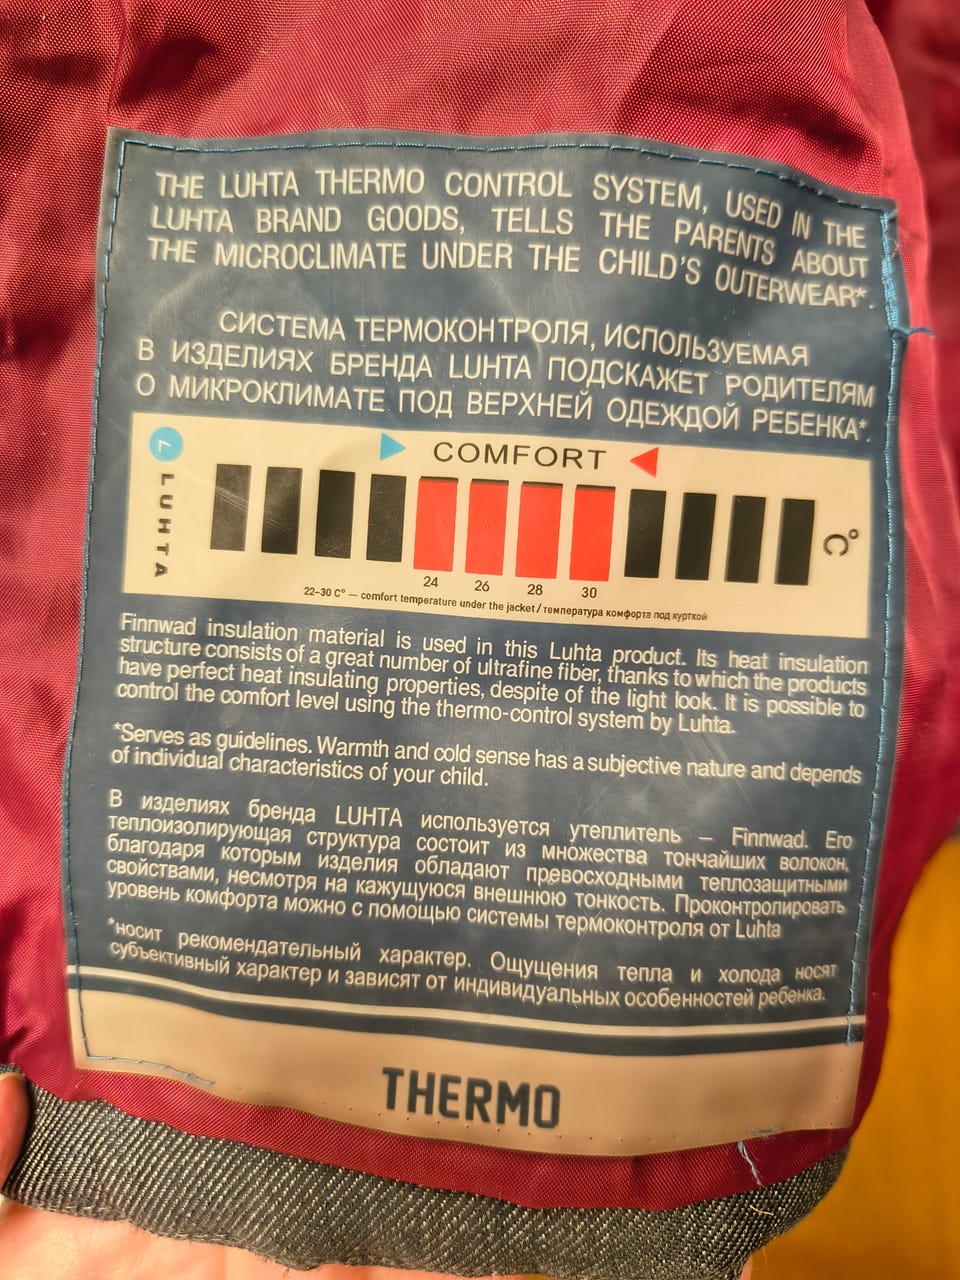 THE LUHTA THERMO CONTROL SYSTEM, USED IN THE
LUHTA BRAND GOODS, TELLS THE PARENTS ABOUT
THE MICROCLIMATE UNDER THE CHILD'S OUTERWEAR*.
СИСТЕМА ТЕРМОКОНТРОЛЯ, ИСПОЛЬЗУЕМАЯ
В ИЗДЕЛИЯХ БРЕНДА LUHTA ПОДСКАЖЕТ РОДИТЕЛЯМ
О МИКРОКЛИМАТЕ ПОД ВЕРХНЕЙ ОДЕЖДОЙ РЕБЕНКА*.
L LUHTA
COMFORT
°C
24 26 28 30
22-30 C° — comfort temperature under the jacket / температура комфорта под курткой
Finnwad insulation material is used in this Luhta product. Its heat insulation
structure consists of a great number of ultrafine fiber, thanks to which the products
have perfect heat insulating properties, despite of the light look. It is possible to
control the comfort level using the thermo-control system by Luhta.
*Serves as guidelines. Warmth and cold sense has a subjective nature and depends
of individual characteristics of your child.
В изделиях бренда LUHTA используется утеплитель – Finnwad. Его
теплоизолирующая структура состоит из множества тончайших волокон,
благодаря которым изделия обладают превосходными теплозащитными
свойствами, несмотря на кажущуюся внешнюю тонкость. Проконтролировать
уровень комфорта можно с помощью системы термоконтроля от Luhta
*носит рекомендательный характер. Ощущения тепла и холода носят
субъективный характер и зависят от индивидуальных особенностей ребенка.
THERMO